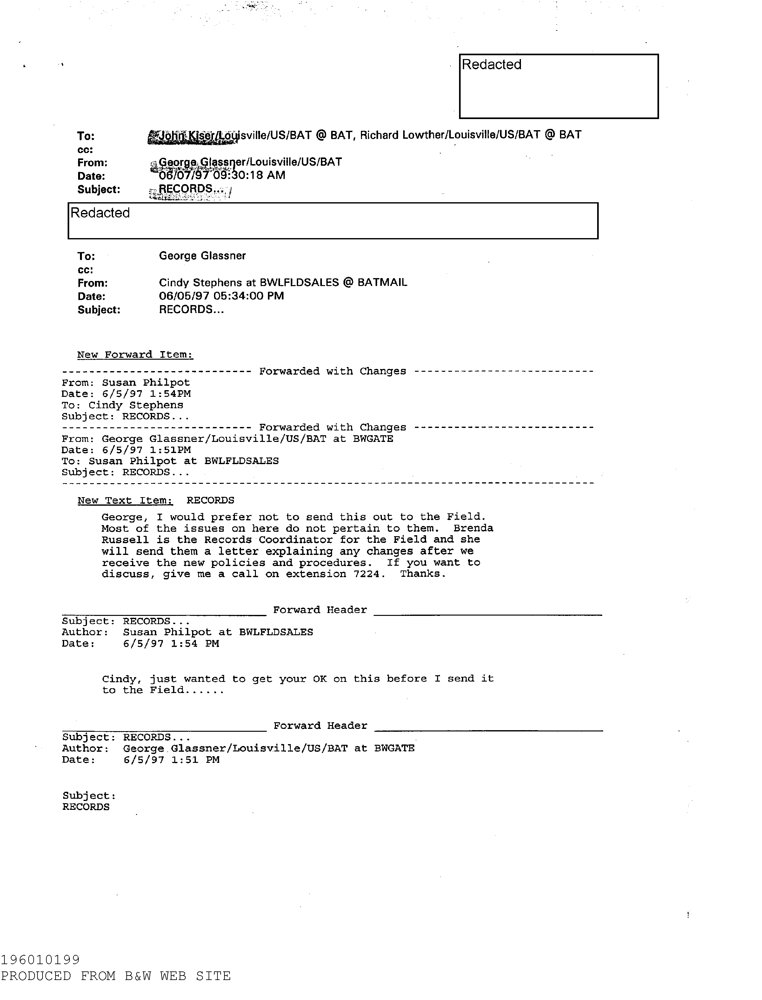 Redacted
To: John Kiser/Louisville/US/BAT @ BAT, Richard Lowther/Louisville/US/BAT @ BAT
cc:
From: George Glassner/Louisville/US/BAT
Date: 06/07/97 09:30:18 AM
Subject: RECORDS...
Redacted
To: George Glassner
cc:
From: Cindy Stephens at BWLFLDSALES @ BATMAIL
Date: 06/05/97 05:34:00 PM
Subject: RECORDS...
New Forward Item:
--------------------------- Forwarded with Changes --------------------------
From: Susan Philpot
Date: 6/5/97 1:54PM
To: Cindy Stephens
Subject: RECORDS...
--------------------------- Forwarded with Changes --------------------------
From: George Glassner/Louisville/US/BAT at BWGATE
Date: 6/5/97 1:51PM
To: Susan Philpot at BWLFLDSALES
Subject: RECORDS...
-----------------------------------------------------------------------------
New Text Item: RECORDS
George, I would prefer not to send this out to the Field.
Most of the issues on here do not pertain to them. Brenda
Russell is the Records Coordinator for the Field and she
will send them a letter explaining any changes after we
receive the new policies and procedures. If you want to
discuss, give me a call on extension 7224. Thanks.
Forward Header
Subject: RECORDS...
Author: Susan Philpot at BWLFLDSALES
Date: 6/5/97 1:54 PM
Cindy, just wanted to get your OK on this before I send it
to the Field......
Forward Header
Subject: RECORDS...
Author: George Glassner/Louisville/US/BAT at BWGATE
Date: 6/5/97 1:51 PM
Subject:
RECORDS
196010199
PRODUCED FROM B&W WEB SITE